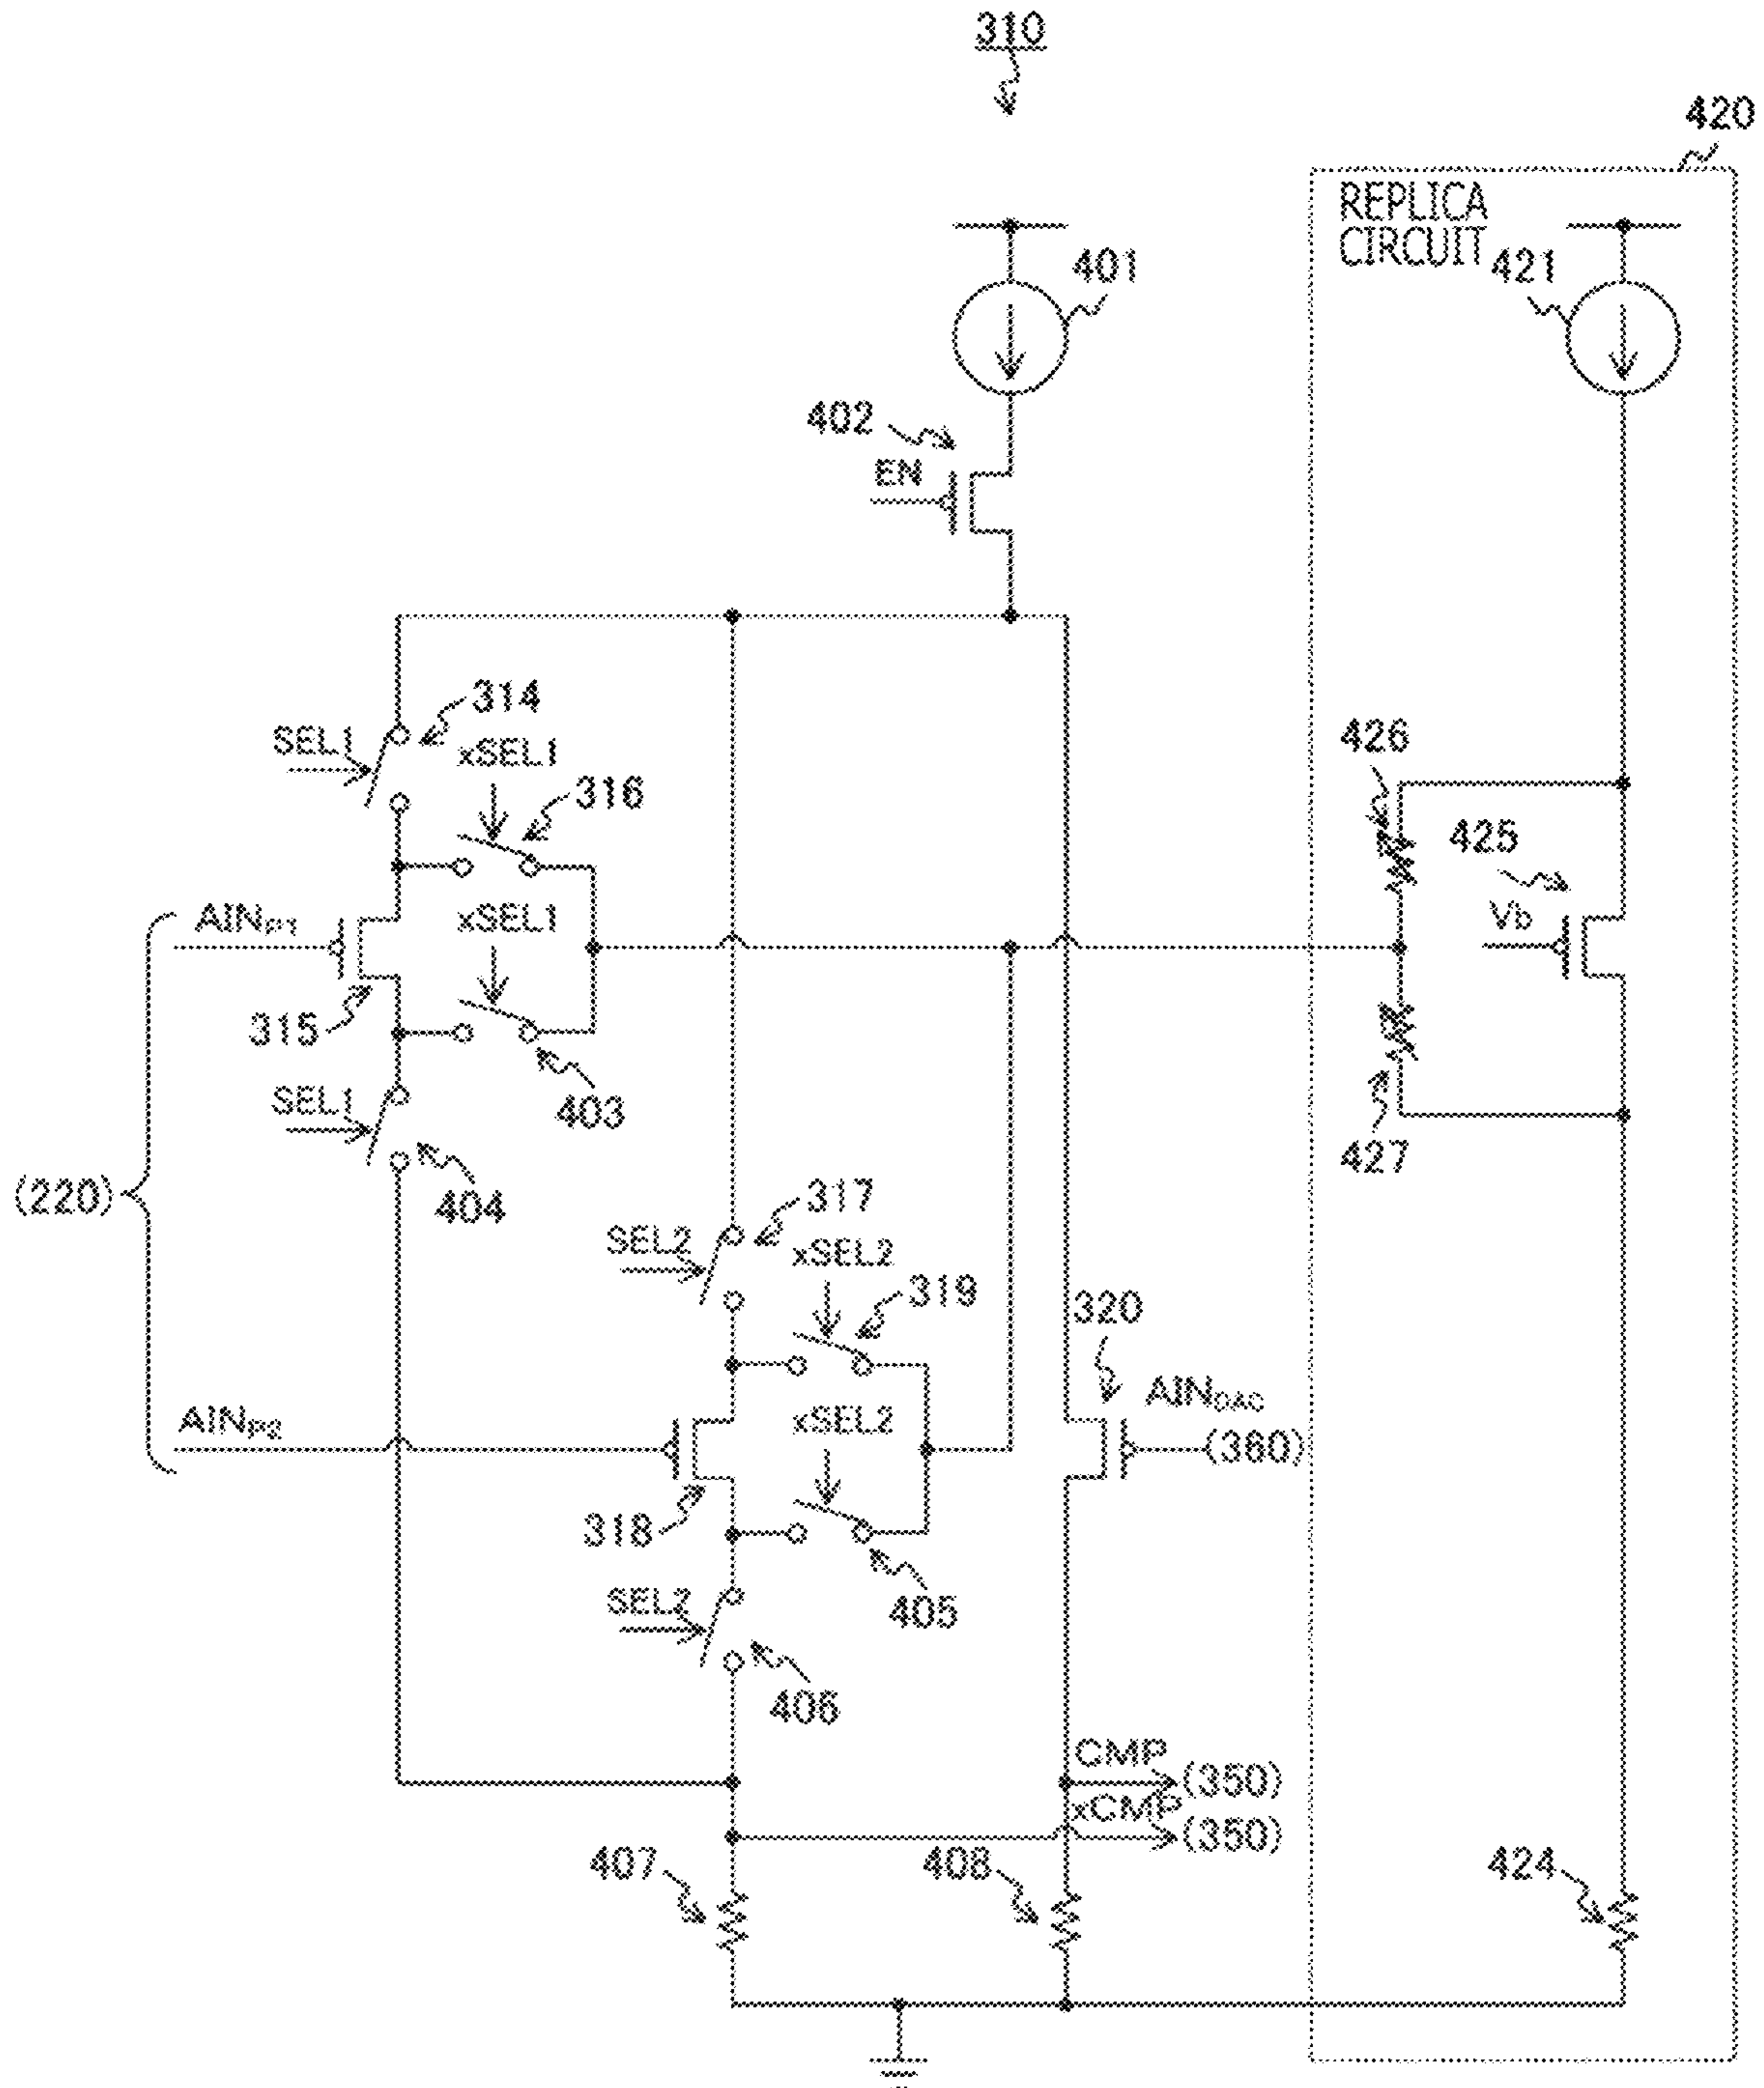 310
420
REPLICA
CIRCUIT
401
421
402
EN
314
SEL1
xSEL1
316
426
425
AINP1
xSEL1
Vb
315
SEL1
403
427
(220)
404
317
SEL2
xSEL2
319
320
AINP2
xSEL2
AINDAC
(360)
318
SEL2
405
406
CMP
(350)
xCMP
(350)
407
408
424